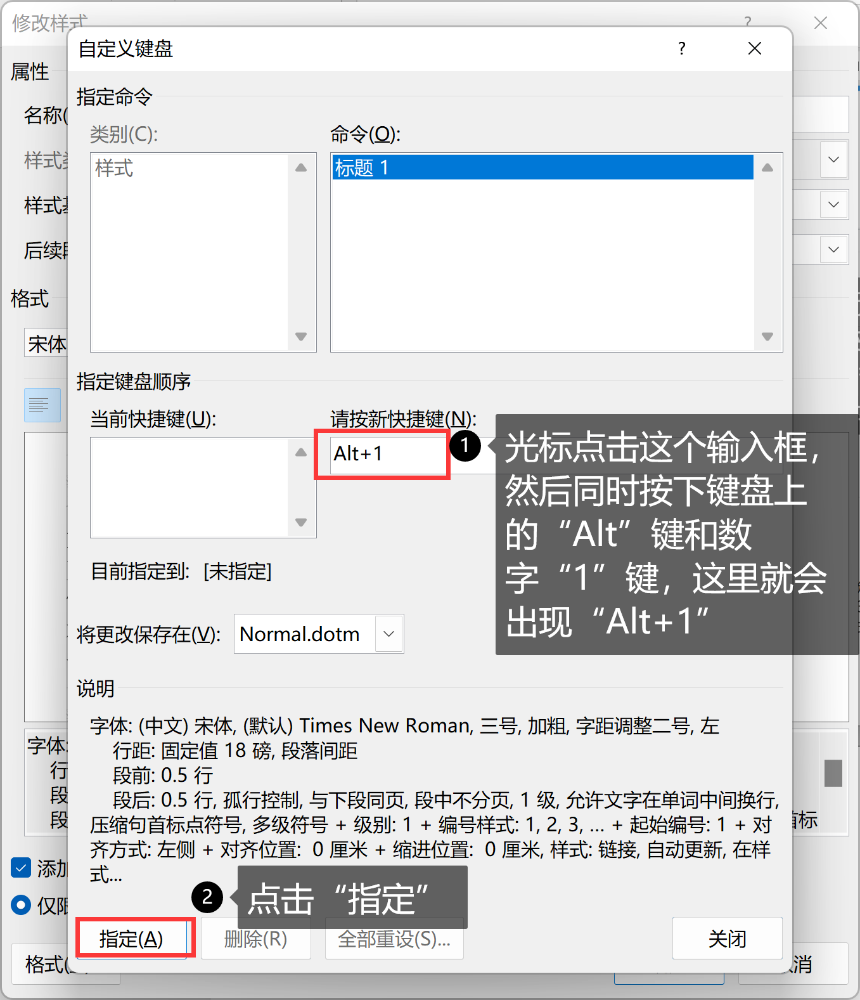 修改样式
?
自定义键盘
?
属性
指定命令
名称(
类别(C):
命令(O):
样式
标题 1
样式
样式
后续
格式
宋体
指定键盘顺序
当前快捷键(U):
请按新快捷键(N):
Alt+1
1
光标点击这个输入框,
然后同时按下键盘上
的“Alt”键和数
字“1”键，这里就会
出现“Alt+1”
目前指定到: [未指定]
将更改保存在(V):
Normal.dotm
说明
字体: (中文) 宋体, (默认) Times New Roman, 三号, 加粗, 字距调整二号, 左
行距: 固定值 18 磅, 段落间距
段前: 0.5 行
段后: 0.5 行, 孤行控制, 与下段同页, 段中不分页, 1 级, 允许文字在单词中间换行,
压缩句首标点符号, 多级符号 + 级别: 1 + 编号样式: 1, 2, 3, ... + 起始编号: 1 + 对
齐方式: 左侧 + 对齐位置: 0 厘米 + 缩进位置: 0 厘米, 样式: 链接, 自动更新, 在样
式...
字体:
行
段
段
标
添加
仅限
2
点击“指定”
指定(A)
删除(R)
全部重设(S)...
关闭
格式(
消